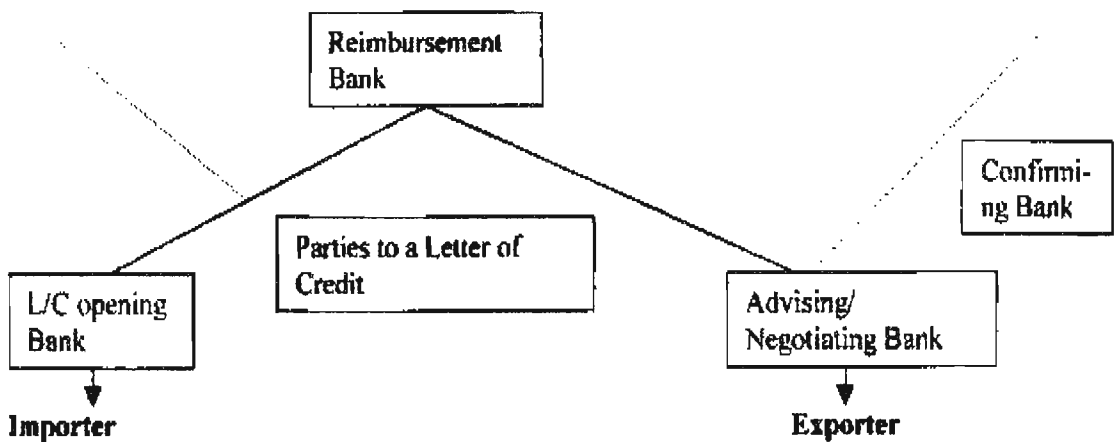 Reimbursement
Bank
Confirmi-
ng Bank
Parties to a Letter of
Credit
L/C opening
Bank
Advising/
Negotiating Bank
Importer
Exporter